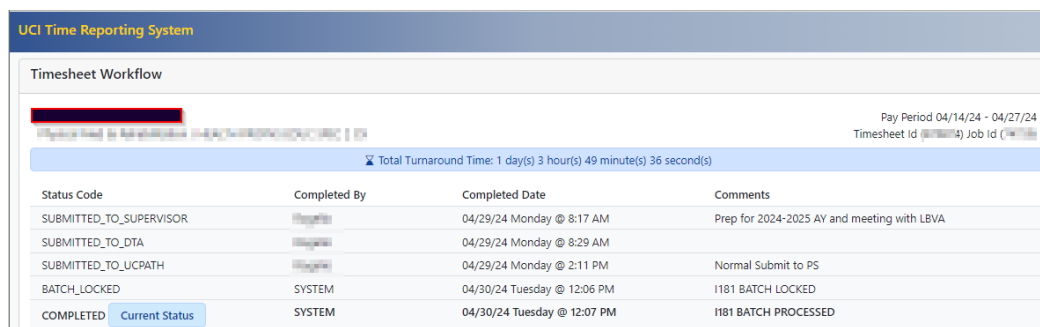 UCI Time Reporting System
Timesheet Workflow
Pay Period 04/14/24 - 04/27/24
Timesheet Id ( 4) Job Id (
Total Turnaround Time: 1 day(s) 3 hour(s) 49 minute(s) 36 second(s)
Status Code Completed By Completed Date Comments
SUBMITTED_TO_SUPERVISOR 04/29/24 Monday @ 8:17 AM Prep for 2024-2025 AY and meeting with LBVA
SUBMITTED_TO_DTA 04/29/24 Monday @ 8:29 AM
SUBMITTED_TO_UCPATH 04/29/24 Monday @ 2:11 PM Normal Submit to PS
BATCH_LOCKED SYSTEM 04/30/24 Tuesday @ 12:06 PM I181 BATCH LOCKED
COMPLETED Current Status SYSTEM 04/30/24 Tuesday @ 12:07 PM I181 BATCH PROCESSED